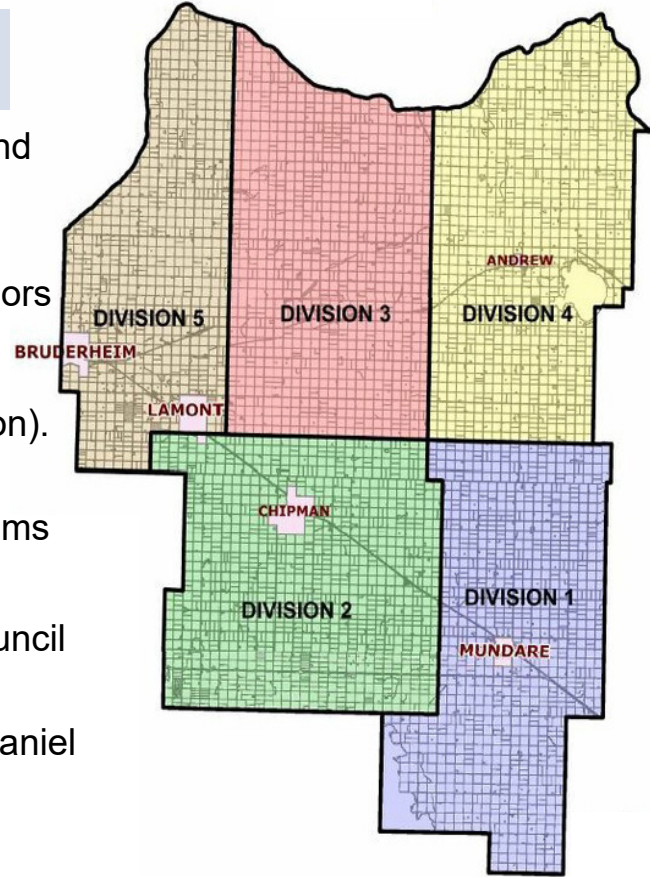 nd
ors
on).
ms
uncil
aniel
ANDREW
DIVISION 5
DIVISION 3
DIVISION 4
BRUDERHEIM
LAMONT
CHIPMAN
DIVISION 2
DIVISION 1
MUNDARE